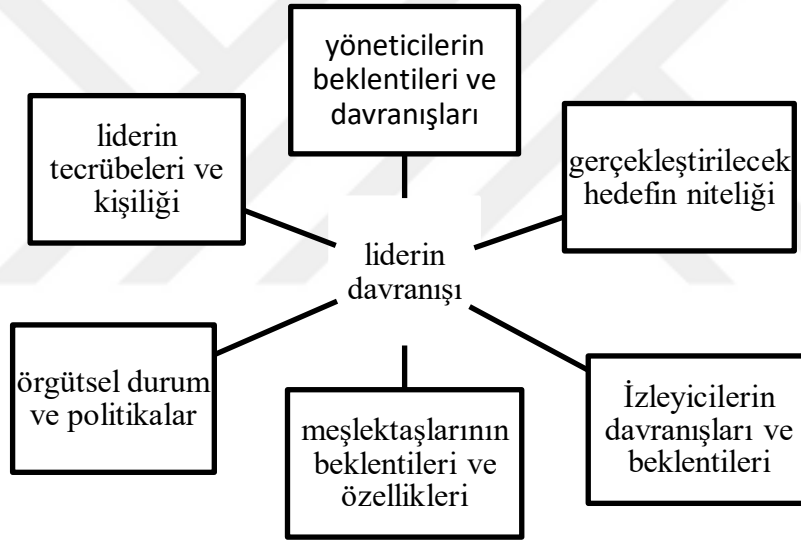 yöneticilerin
beklentileri ve
davranışları
liderin
tecrübeleri ve
kişiliği
gerçekleştirilecek
hedefin niteliği
liderin
davranışı
örgütsel durum
ve politikalar
meşlektaşlarının
beklentileri ve
özellikleri
İzleyicilerin
davranışları ve
beklentileri